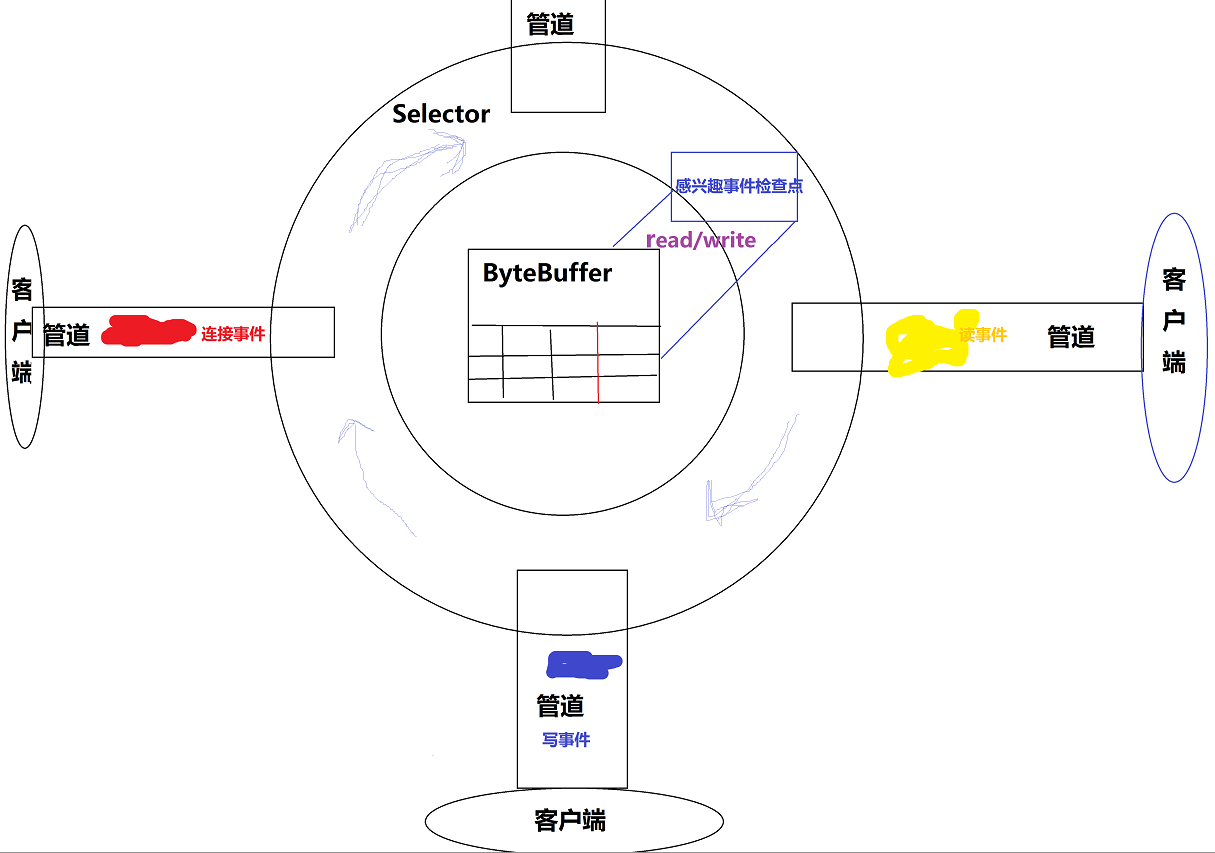 管道
Selector
感兴趣事件检查点
read/write
ByteBuffer
客
户
端
管道
连接事件
读事件
管道
客
户
端
管道
写事件
客户端